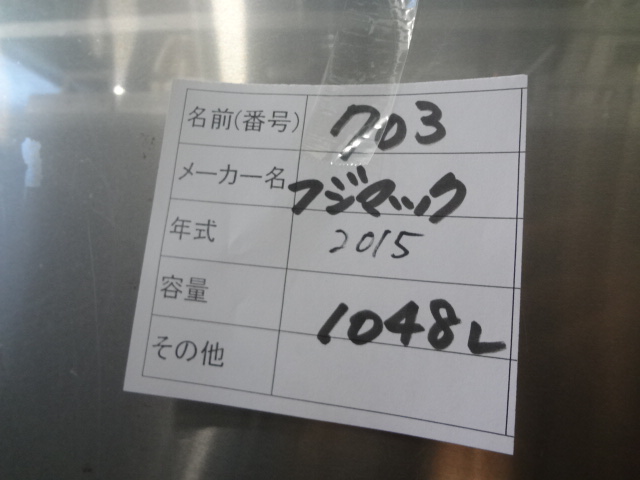 名前(番号) 703
メーカー名 フジマック
年式 2015
容量 1048L
その他